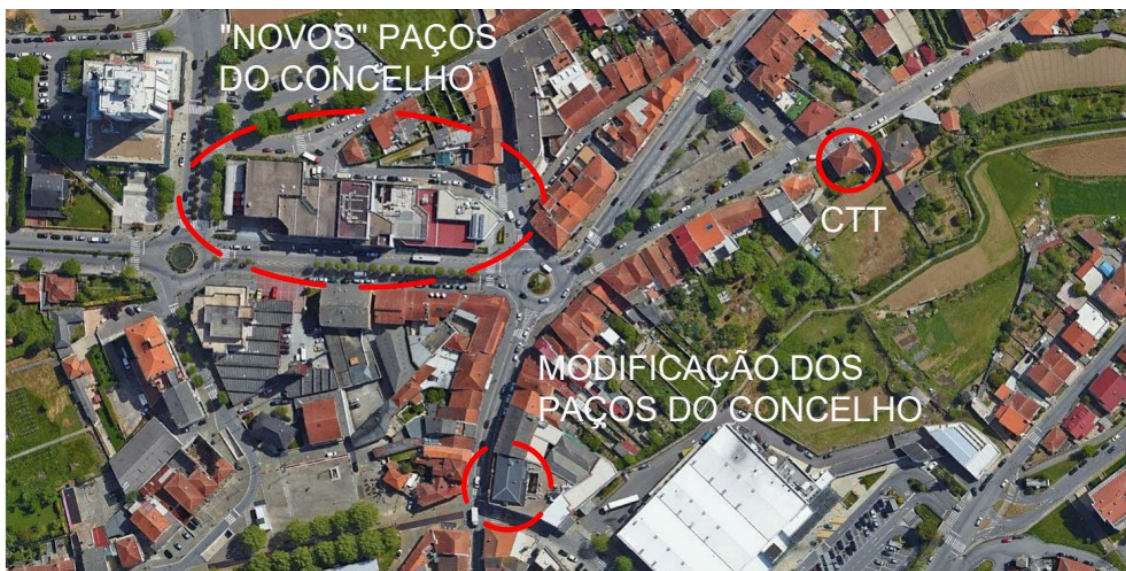 "NOVOS" PAÇOS
DO CONCELHO
CTT
MODIFICAÇÃO DOS
PAÇOS DO CONCELHO